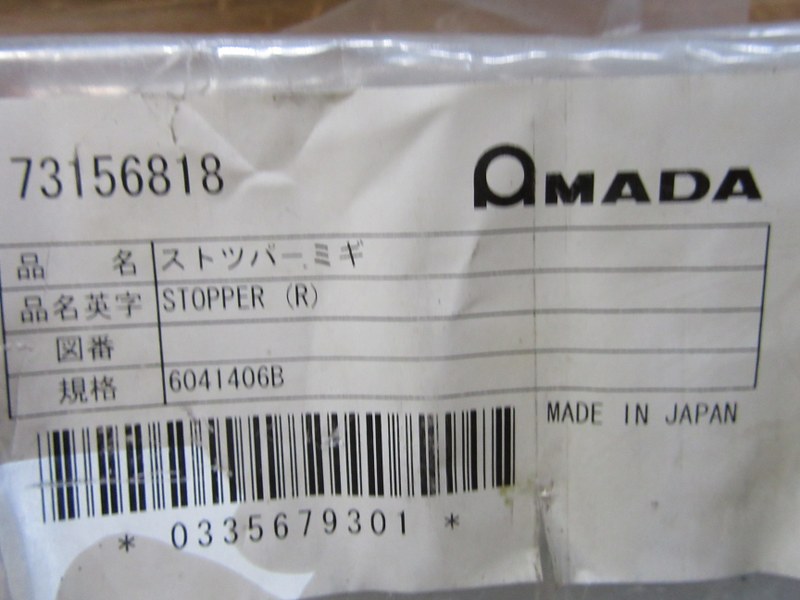 73156818
AMADA
品 名 ストツパー.ミギ
品名英字 STOPPER (R)
図番
規格 6041406B
MADE IN JAPAN
* 0335679301 *